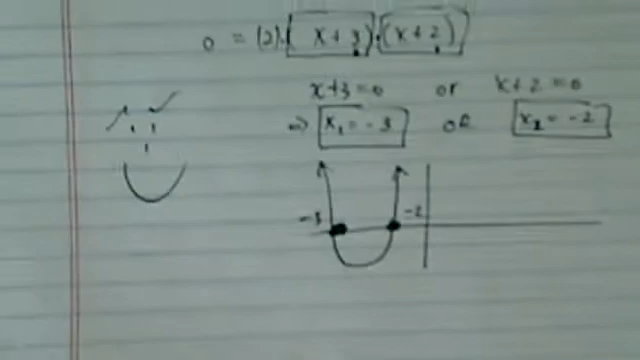 0 = (2).(x+3).(x+2)
x+3=0 or x+2=0
⇒ x₁=-3 or x₂=-2
-3 -2